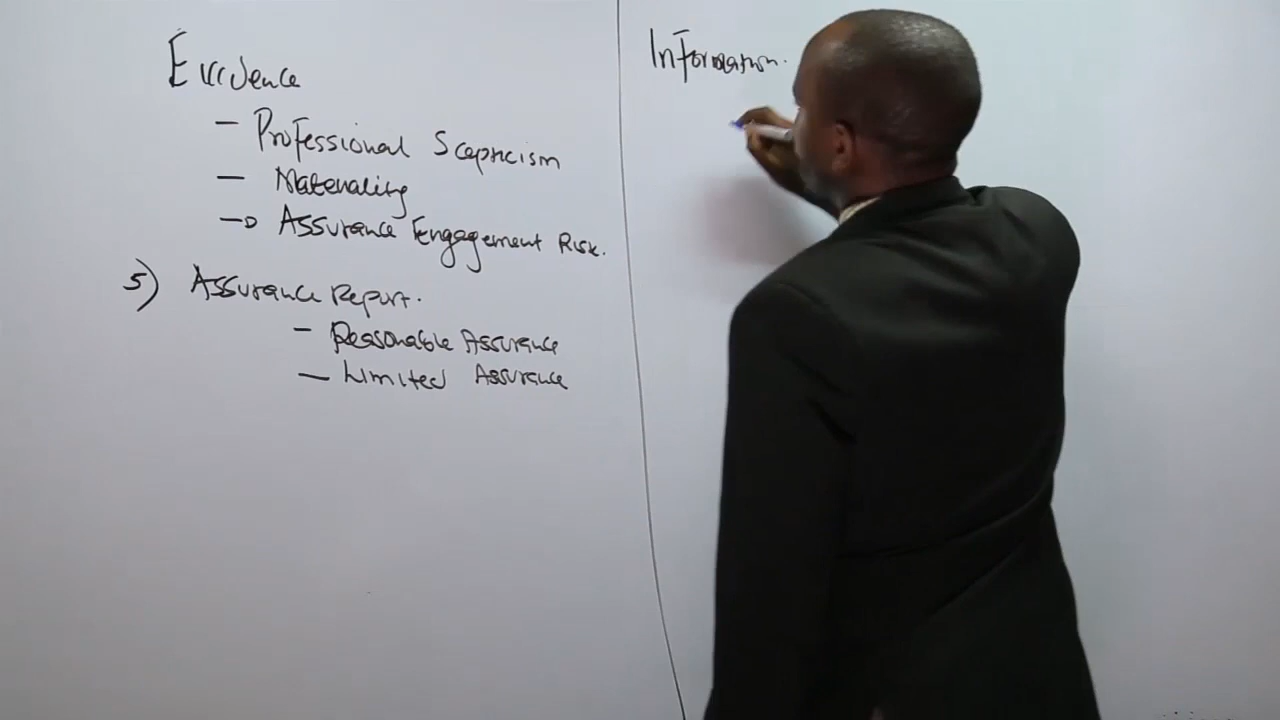 Evidence
- Professional Scepticism
- Materiality
-> Assurance Engagement Risk.
5) Assurance Report.
- Reasonable Assurance
- Limited Assurance
Information.